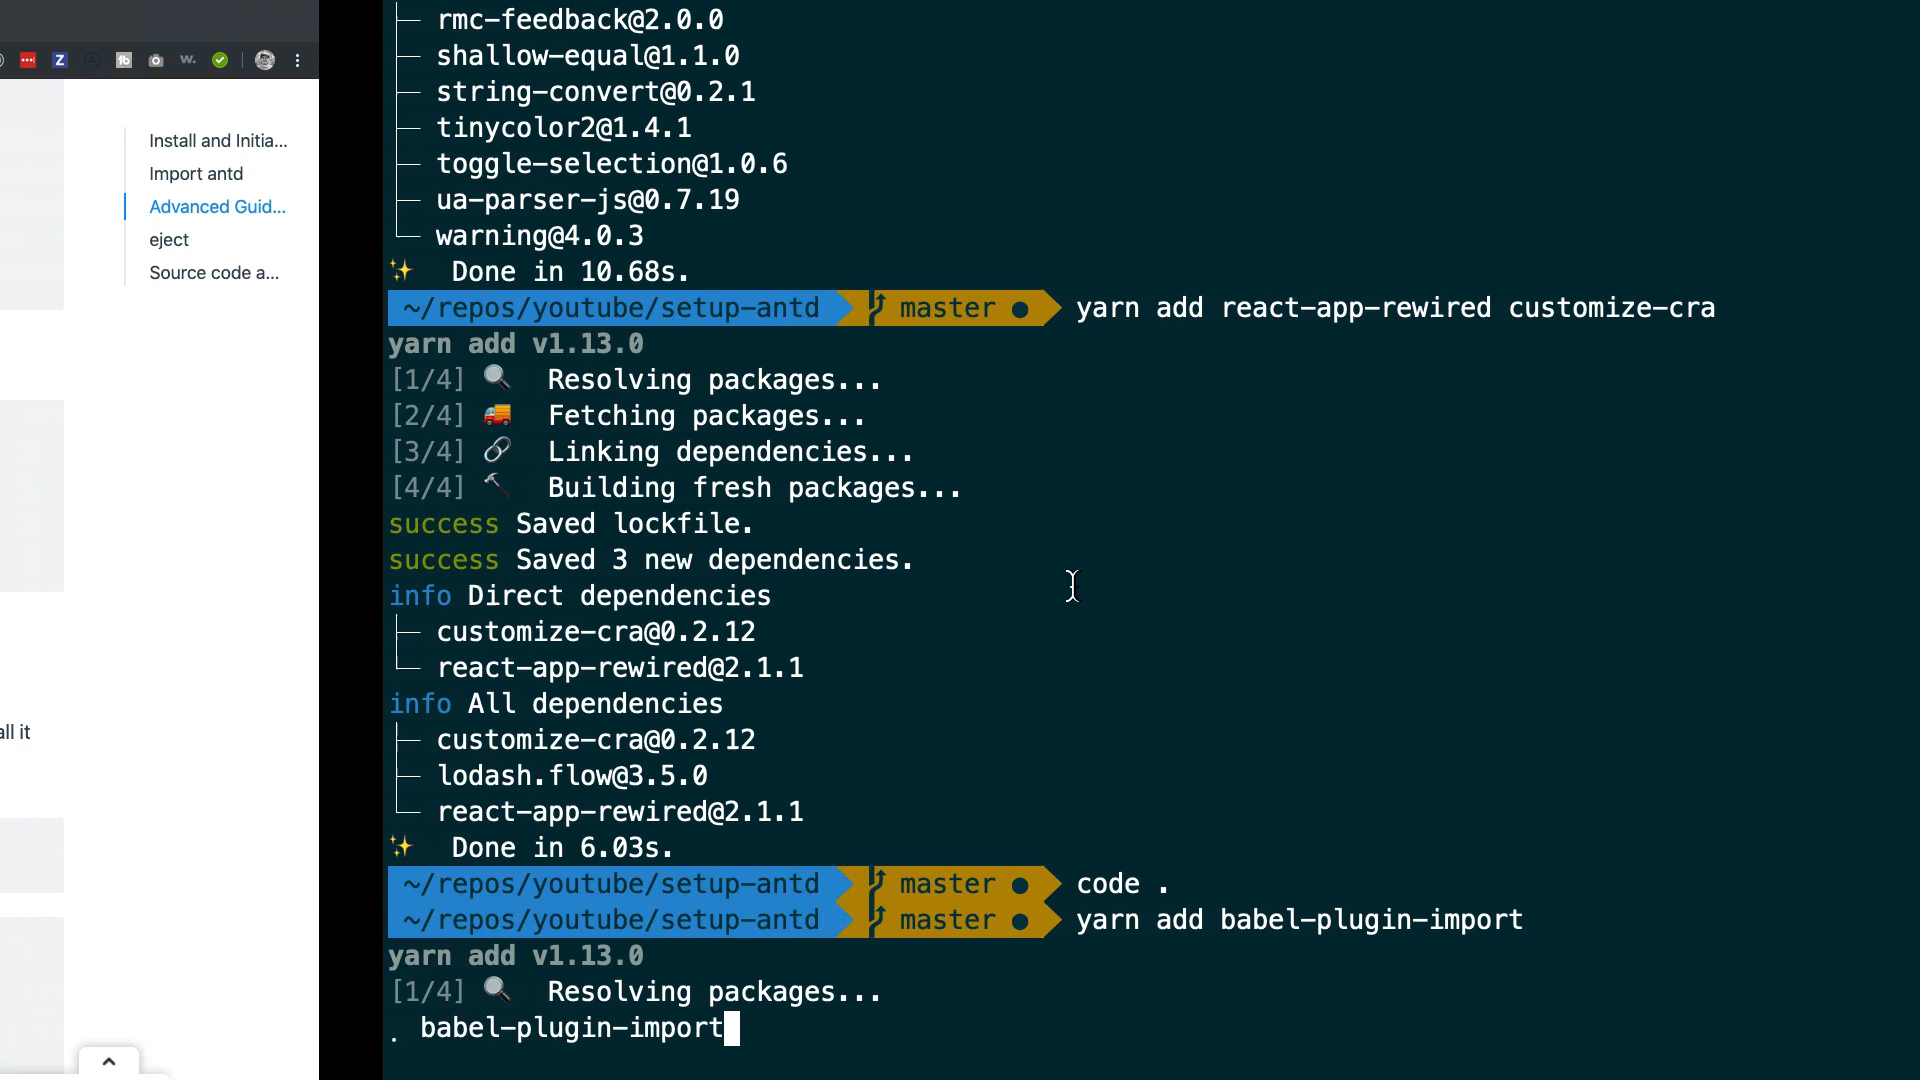 Install and Initia...
Import antd
Advanced Guid...
eject
Source code a...
all it
rmc-feedback@2.0.0
shallow-equal@1.1.0
string-convert@0.2.1
tinycolor2@1.4.1
toggle-selection@1.0.6
ua-parser-js@0.7.19
warning@4.0.3
✨ Done in 10.68s.
~/repos/youtube/setup-antd master ● yarn add react-app-rewired customize-cra
yarn add v1.13.0
[1/4] 🔍 Resolving packages...
[2/4] 🚚 Fetching packages...
[3/4] 🔗 Linking dependencies...
[4/4] 🔨 Building fresh packages...
success Saved lockfile.
success Saved 3 new dependencies.
info Direct dependencies
├─ customize-cra@0.2.12
└─ react-app-rewired@2.1.1
info All dependencies
├─ customize-cra@0.2.12
├─ lodash.flow@3.5.0
└─ react-app-rewired@2.1.1
✨ Done in 6.03s.
~/repos/youtube/setup-antd master ● code .
~/repos/youtube/setup-antd master ● yarn add babel-plugin-import
yarn add v1.13.0
[1/4] 🔍 Resolving packages...
. babel-plugin-import